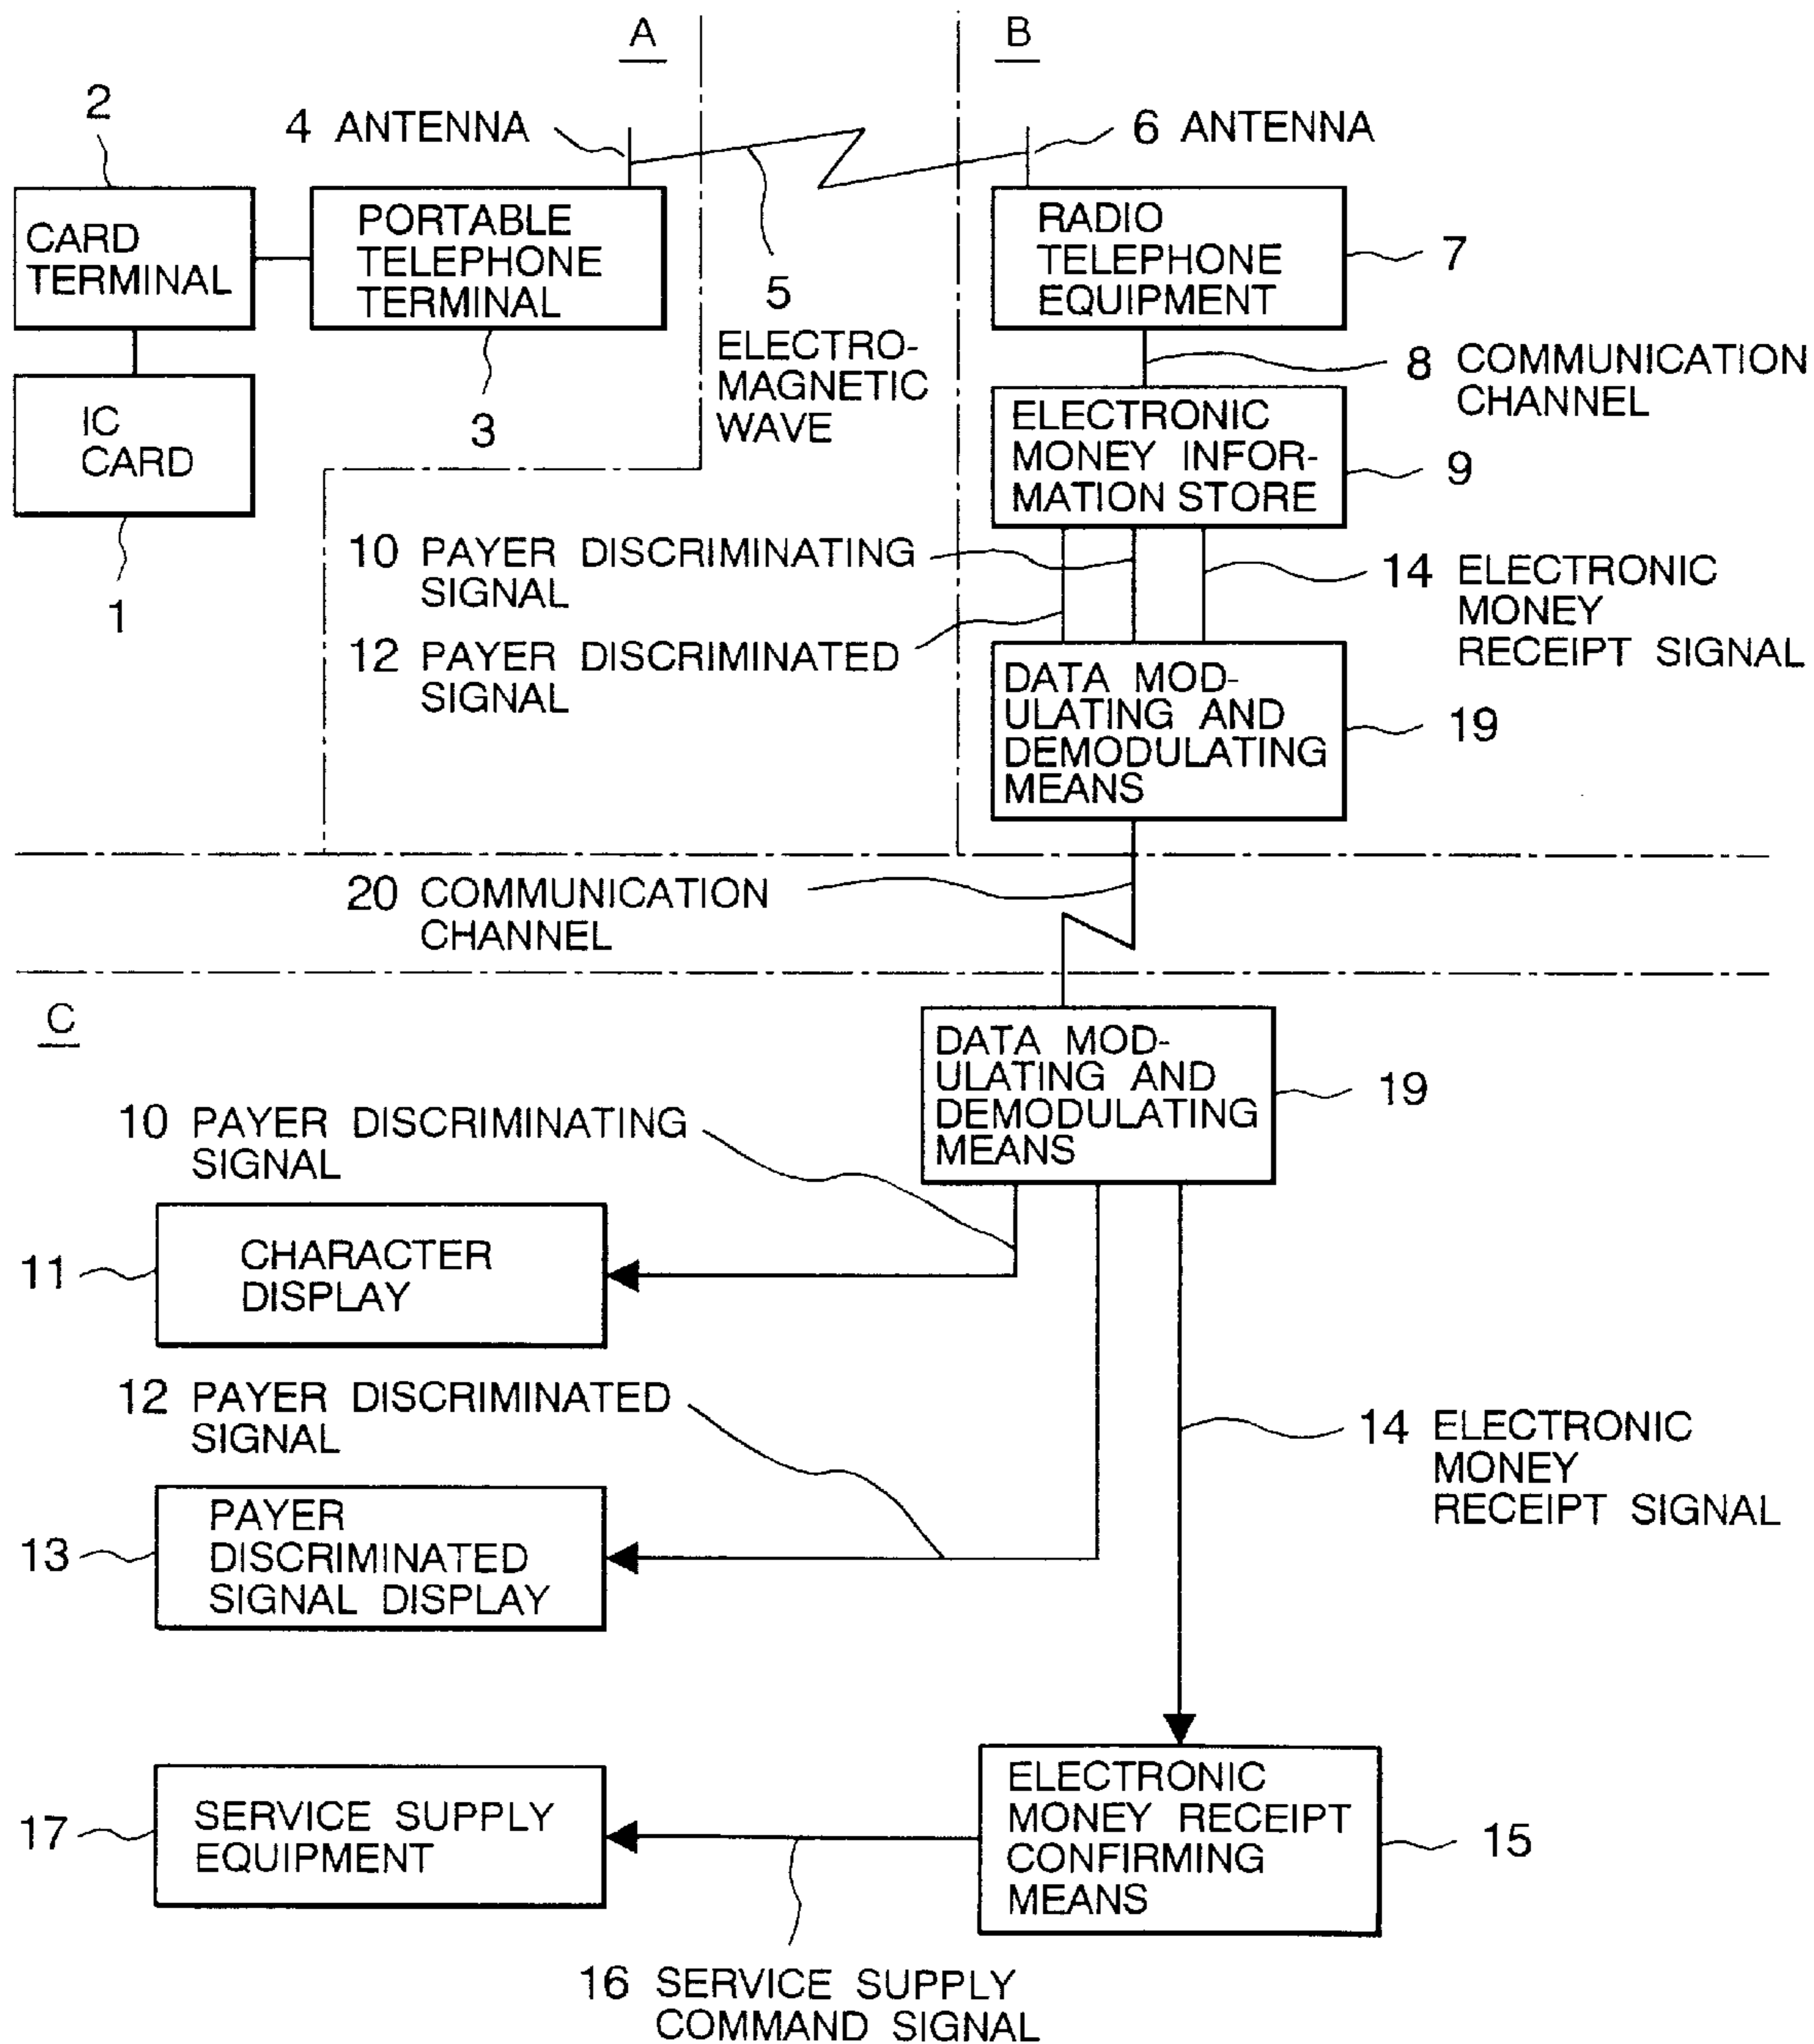 A
B
2
4 ANTENNA
6 ANTENNA
CARD
TERMINAL
PORTABLE
TELEPHONE
TERMINAL
RADIO
TELEPHONE
EQUIPMENT
7
5
ELECTRO-
MAGNETIC
WAVE
8 COMMUNICATION
CHANNEL
IC
CARD
3
ELECTRONIC
MONEY INFOR-
MATION STORE
9
1
10 PAYER DISCRIMINATING
SIGNAL
14 ELECTRONIC
MONEY
RECEIPT SIGNAL
12 PAYER DISCRIMINATED
SIGNAL
DATA MOD-
ULATING AND
DEMODULATING
MEANS
19
20 COMMUNICATION
CHANNEL
C
DATA MOD-
ULATING AND
DEMODULATING
MEANS
19
10 PAYER DISCRIMINATING
SIGNAL
11
CHARACTER
DISPLAY
12 PAYER DISCRIMINATED
SIGNAL
14 ELECTRONIC
MONEY
RECEIPT SIGNAL
13
PAYER
DISCRIMINATED
SIGNAL DISPLAY
17
SERVICE SUPPLY
EQUIPMENT
ELECTRONIC
MONEY RECEIPT
CONFIRMING
MEANS
15
16 SERVICE SUPPLY
COMMAND SIGNAL